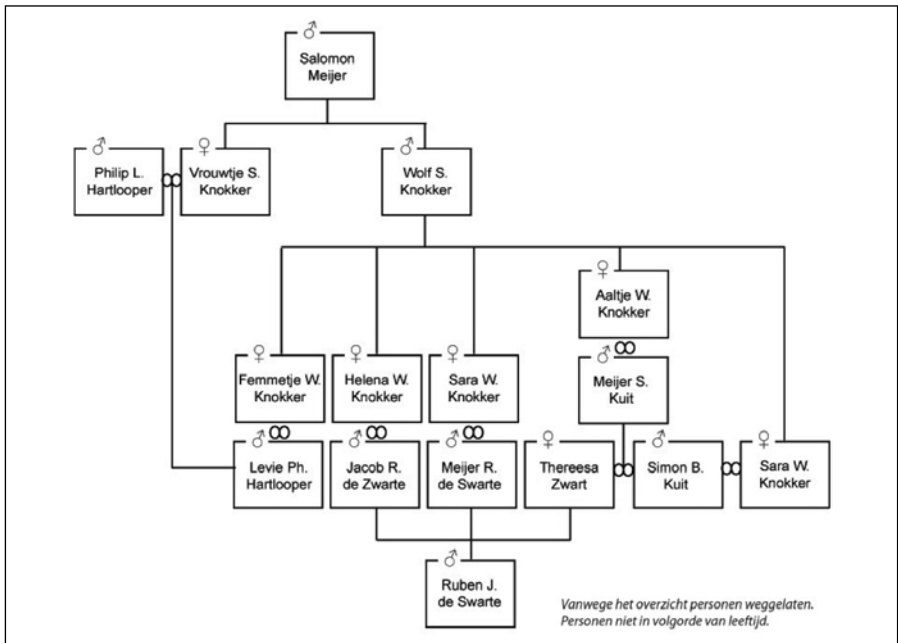 Salomon
Meijer
Philip L.
Hartlooper
Vrouwtje S.
Knokker
Wolf S.
Knokker
Aaltje W.
Knokker
Femmetje W.
Knokker
Helena W.
Knokker
Sara W.
Knokker
Meijer S.
Kuit
Levie Ph.
Hartlooper
Jacob R.
de Zwarte
Meijer R.
de Swarte
Thereesa
Zwart
Simon B.
Kuit
Sara W.
Knokker
Ruben J.
de Swarte
Vanwege het overzicht personen weggelaten.
Personen niet in volgorde van leeftijd.